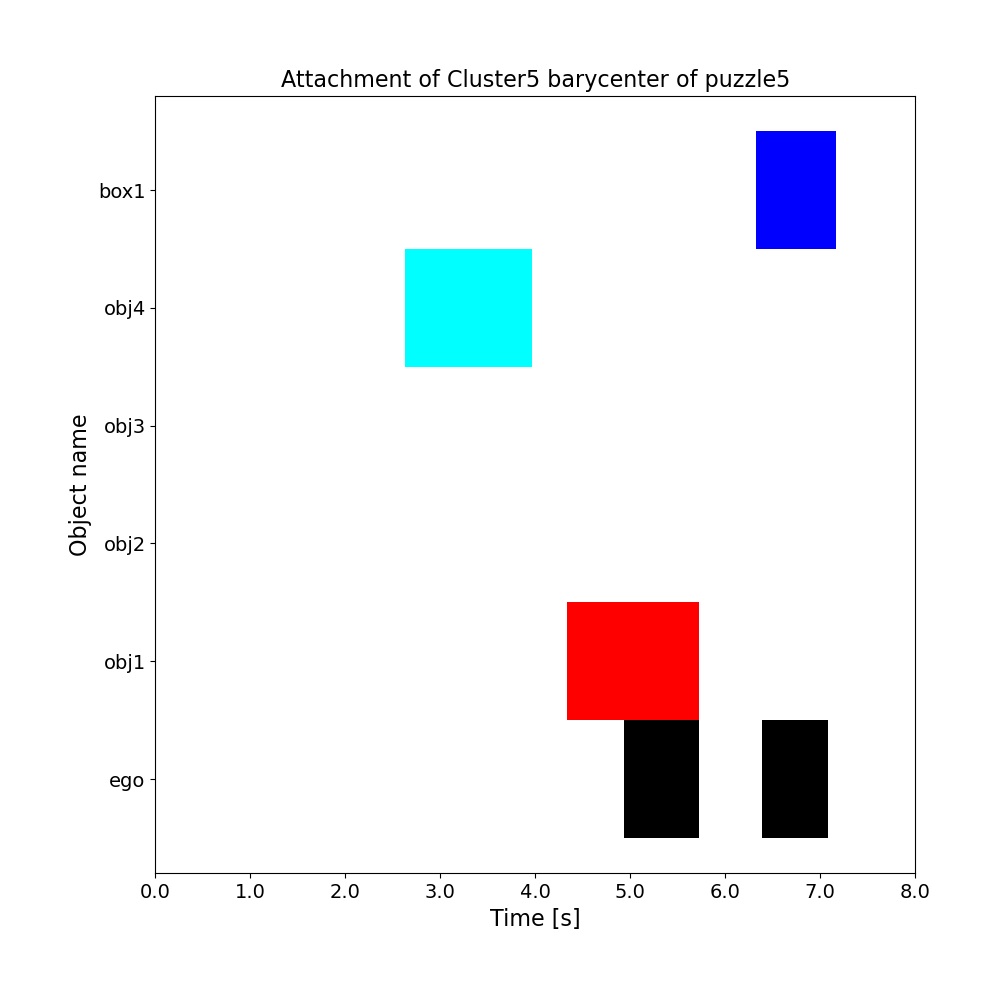 Attachment of Cluster5 barycenter of puzzle5
box1
obj4
obj3
obj2
obj1
ego
Object name
0.0 1.0 2.0 3.0 4.0 5.0 6.0 7.0 8.0
Time [s]